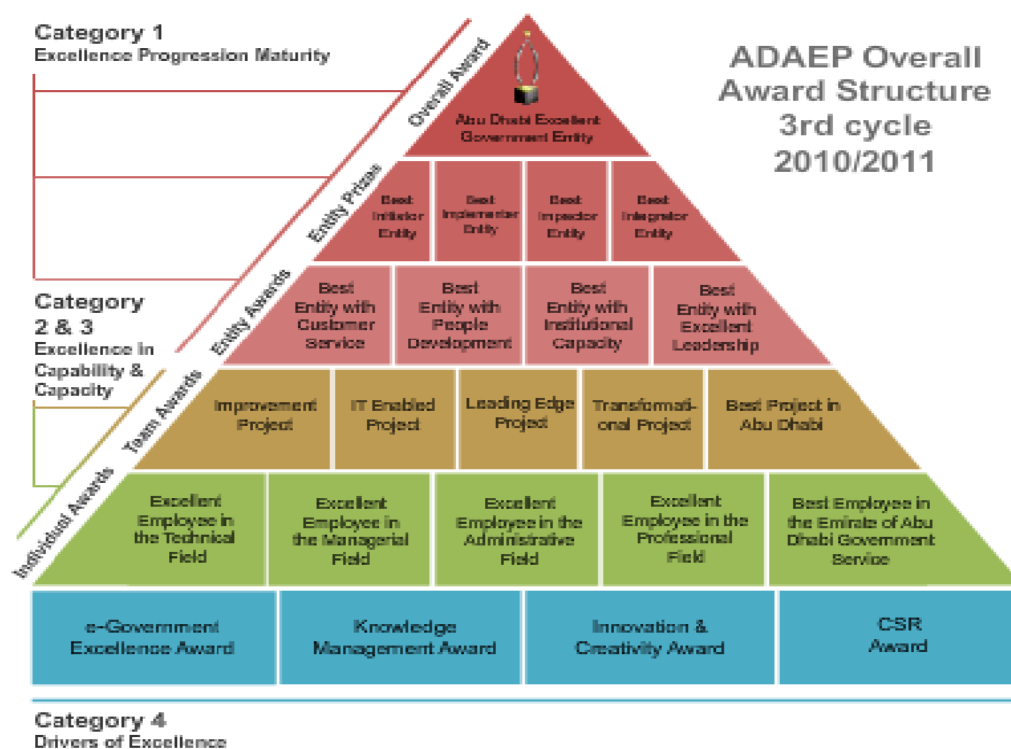 Category 1
Excellence Progression Maturity
ADAEP Overall
Award Structure
3rd cycle
2010/2011
Overall Award
Abu Dhabi Excellent
Government Entity
Entity Prizes
Best
Initiator
Entity
Best
Implementer
Entity
Best
Impactor
Entity
Best
Integrator
Entity
Entity Awards
Best
Entity with
Customer
Service
Best
Entity with
People
Development
Best
Entity with
Institutional
Capacity
Best
Entity with
Excellent
Leadership
Category
2 & 3
Excellence in
Capability &
Capacity
Team Awards
Improvement
Project
IT Enabled
Project
Leading Edge
Project
Transformati-
onal Project
Best Project in
Abu Dhabi
Individual Awards
Excellent
Employee in
the Technical
Field
Excellent
Employee in
the Managerial
Field
Excellent
Employee in the
Administrative
Field
Excellent
Employee in the
Professional
Field
Best Employee in
the Emirate of Abu
Dhabi Government
Service
e-Government
Excellence Award
Knowledge
Management Award
Innovation &
Creativity Award
CSR
Award
Category 4
Drivers of Excellence